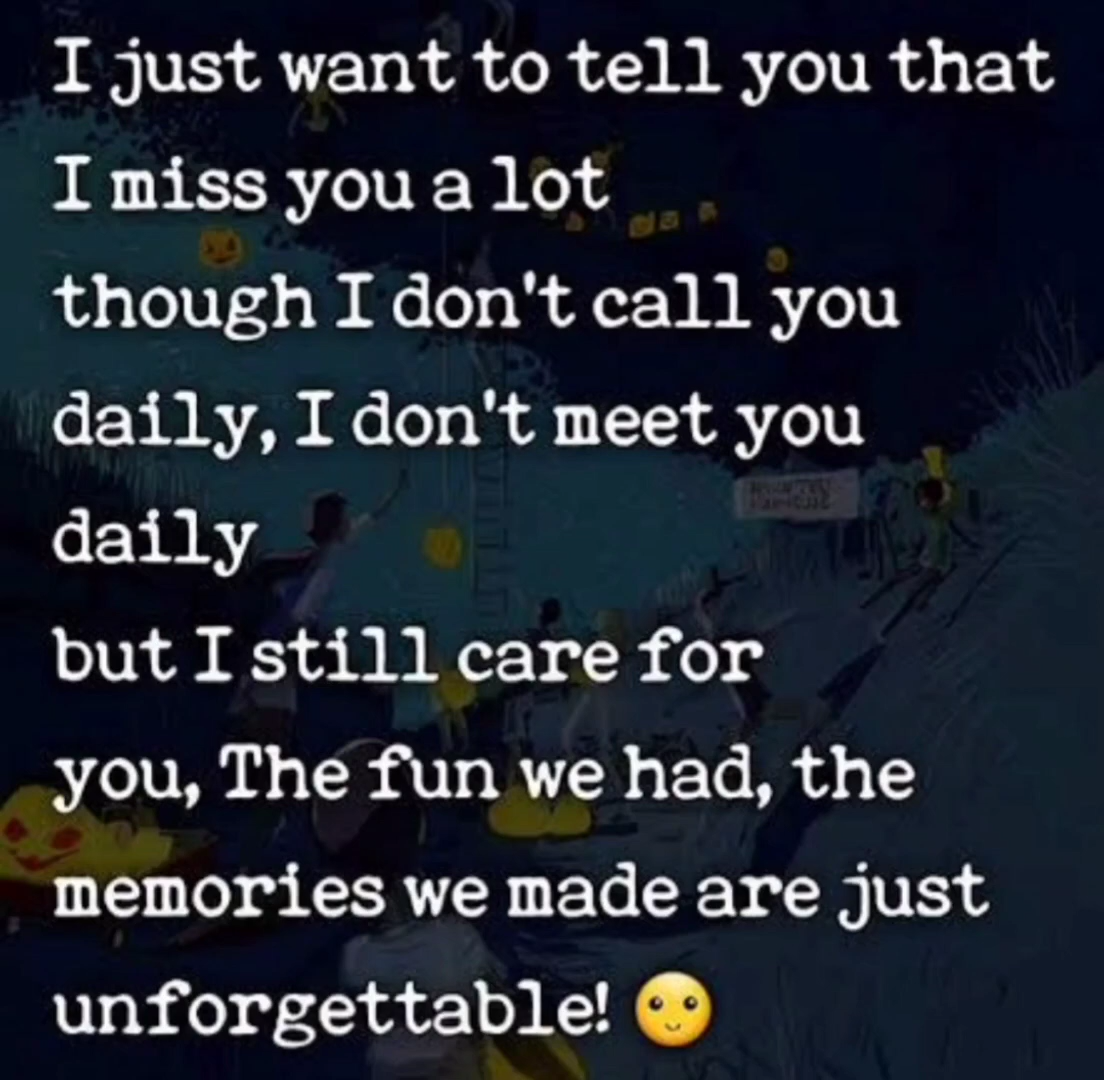 I just want to tell you that
I miss you a lot
though I don't call you
daily, I don't meet you
daily
but I still care for
you, The fun we had, the
memories we made are just
unforgettable! 🙂